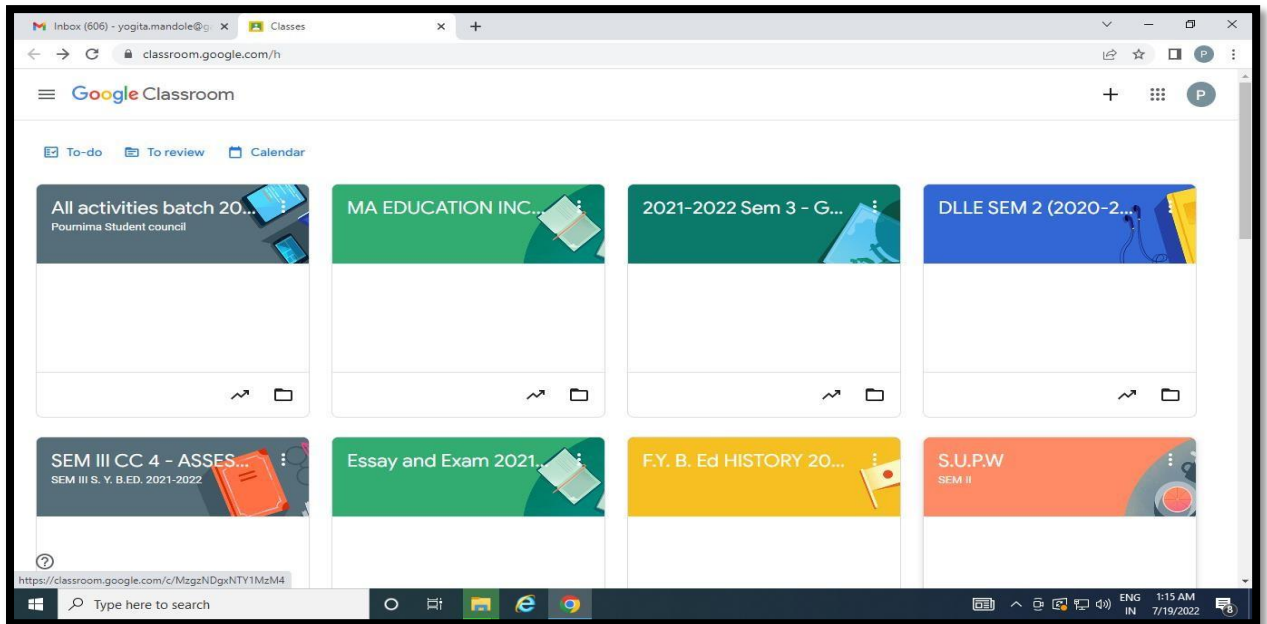 Inbox (606) - yogita.mandole@g
Classes
classroom.google.com/h
P
Google Classroom
P
To-do
To review
Calendar
All activities batch 20...
Pournima Student council
MA EDUCATION INC...
2021-2022 Sem 3 - G...
DLLE SEM 2 (2020-2...
SEM III CC 4 - ASSES...
SEM III S. Y. B.ED. 2021-2022
Essay and Exam 2021...
F.Y. B. Ed HISTORY 20...
S.U.P.W
SEM II
https://classroom.google.com/c/MzgzNDgxNTY1MzM4
Type here to search
ENG
IN
1:15 AM
7/19/2022
8